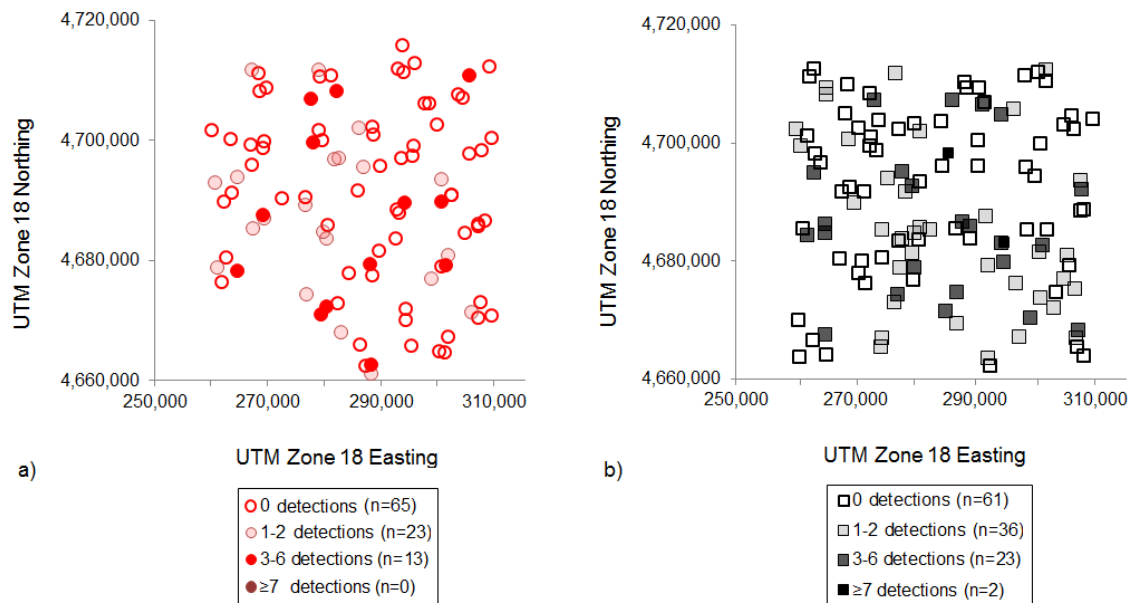 4,720,000
4,700,000
4,680,000
4,660,000
UTM Zone 18 Northing
250,000 270,000 290,000 310,000
UTM Zone 18 Easting
a)
0 detections (n=65)
1-2 detections (n=23)
3-6 detections (n=13)
≥7 detections (n=0)
4,720,000
4,700,000
4,680,000
4,660,000
UTM Zone 18 Northing
250,000 270,000 290,000 310,000
UTM Zone 18 Easting
b)
0 detections (n=61)
1-2 detections (n=36)
3-6 detections (n=23)
≥7 detections (n=2)